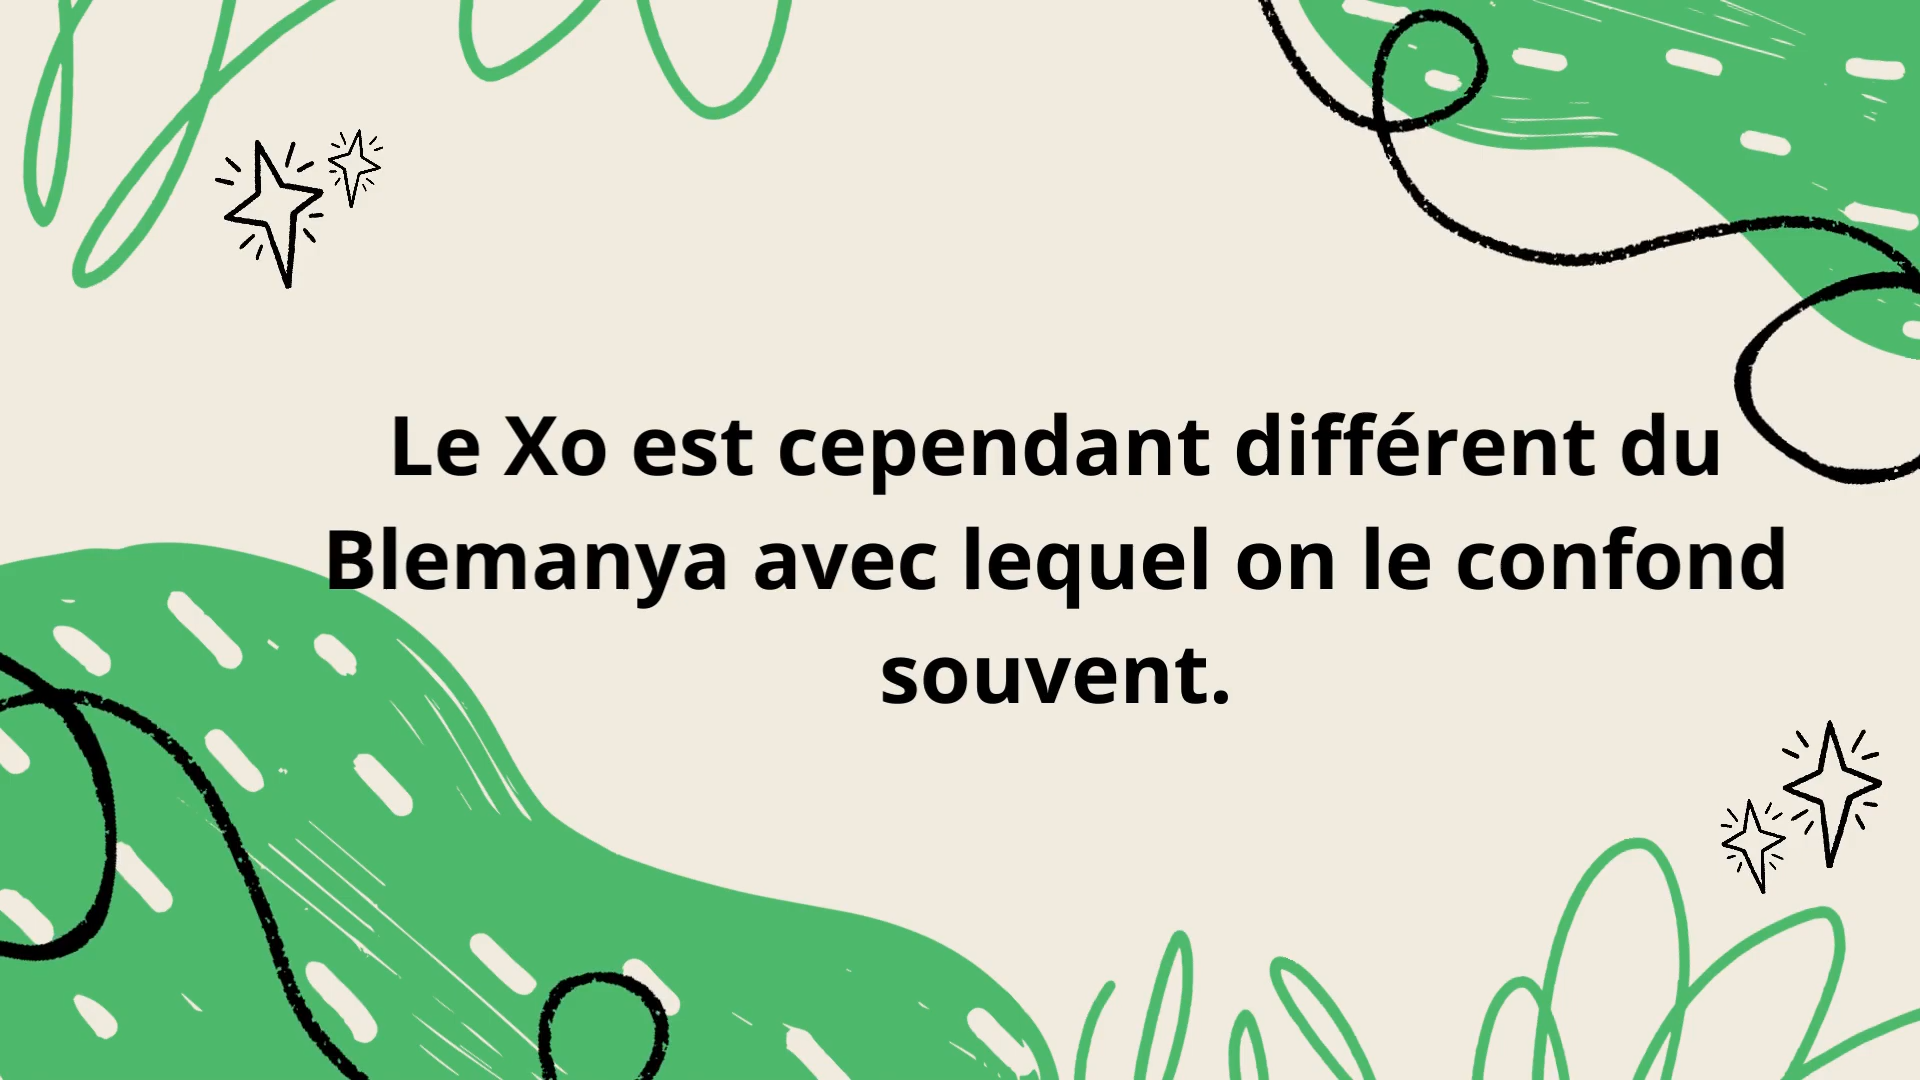 Le Xo est cependant différent du
Blemanya avec lequel on le confond
souvent.